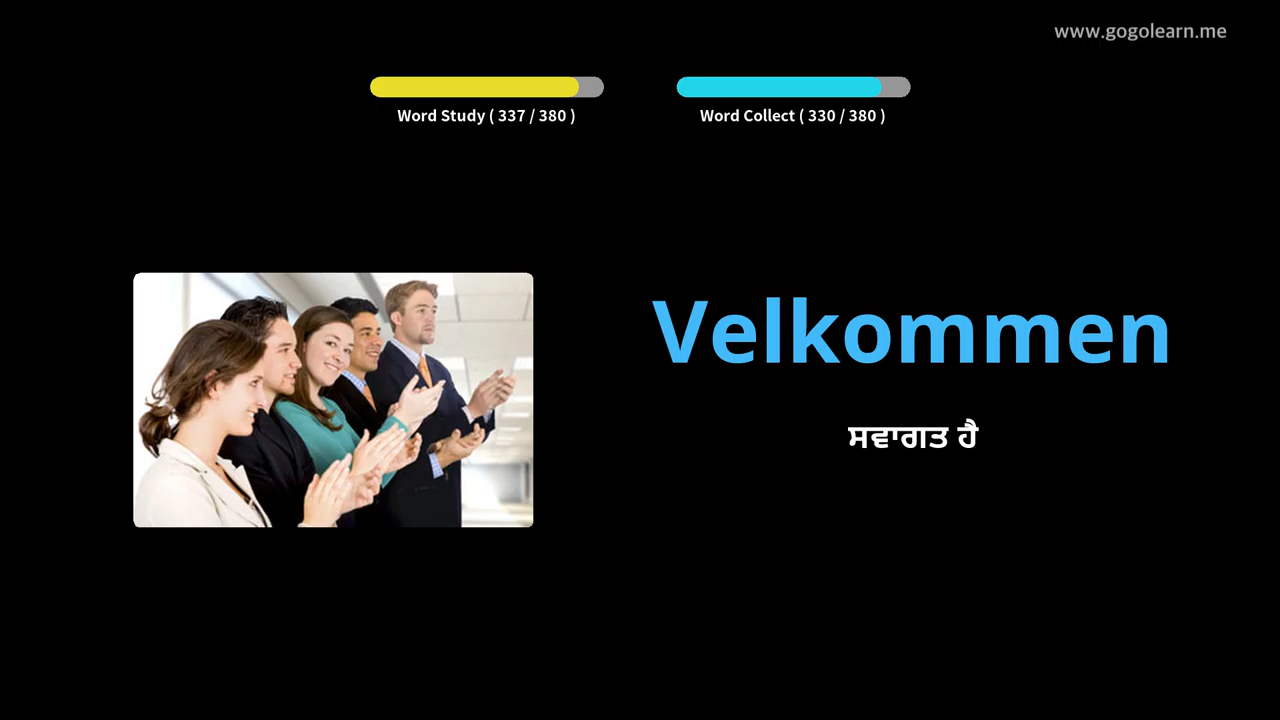 www.gogolearn.me
Word Study ( 337 / 380 )
Word Collect ( 330 / 380 )
Velkommen
ਸਵਾਗਤ ਹੈ